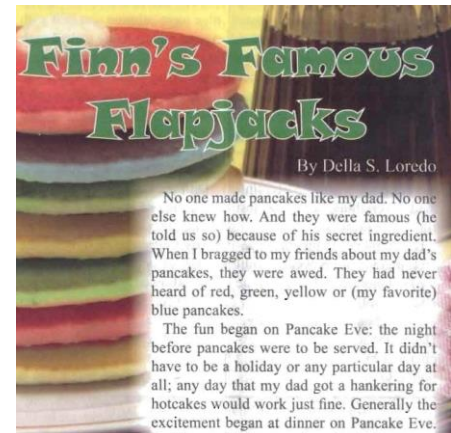 Finn's Famous
Flapjacks
By Della S. Loredo
No one made pancakes like my dad. No one
else knew how. And they were famous (he
told us so) because of his secret ingredient.
When I bragged to my friends about my dad's
pancakes, they were awed. They had never
heard of red, green, yellow or (my favorite)
blue pancakes.
The fun began on Pancake Eve: the night
before pancakes were to be served. It didn't
have to be a holiday or any particular day at
all; any day that my dad got a hankering for
hotcakes would work just fine. Generally the
excitement began at dinner on Pancake Eve.